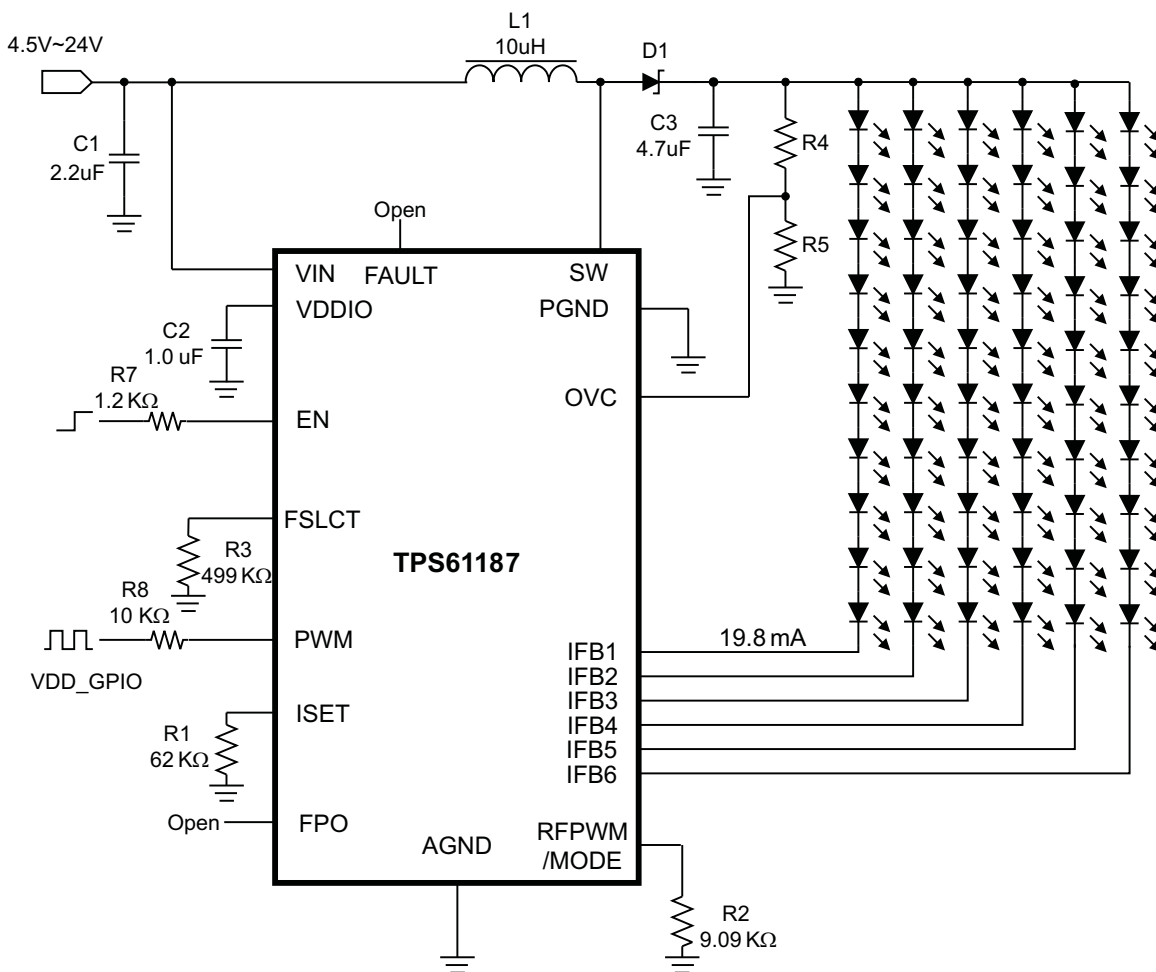 L1
10uH
4.5V~24V
D1
C1
2.2uF
C3
4.7uF
R4
R5
Open
VIN
FAULT
SW
VDDIO
PGND
C2
1.0 uF
R7
1.2 KΩ
EN
OVC
FSLCT
R3
499 KΩ
TPS61187
R8
10 KΩ
PWM
VDD_GPIO
19.8 mA
IFB1
IFB2
IFB3
IFB4
IFB5
IFB6
ISET
R1
62 KΩ
Open
FPO
AGND
RFPWM
/MODE
R2
9.09 KΩ